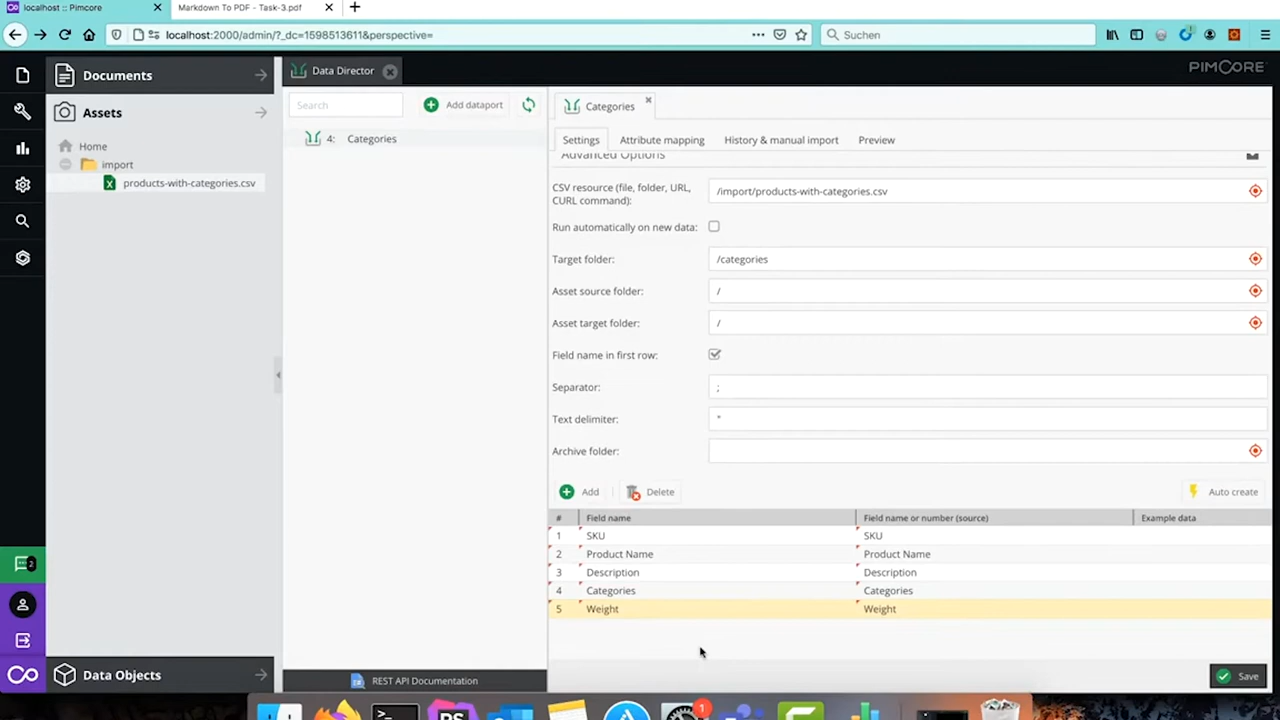 localhost :: Pimcore
Markdown To PDF - Task-3.pdf
localhost:2000/admin/?_dc=1598513611&perspective=
Suchen
Documents
Assets
Home
import
products-with-categories.csv
Data Objects
2
Data Director
PIMCORE
Search
Add dataport
4: Categories
REST API Documentation
Categories
Settings
Attribute mapping
History & manual import
Preview
Advanced Options
CSV resource (file, folder, URL,
CURL command):
/import/products-with-categories.csv
Run automatically on new data:
Target folder:
/categories
Asset source folder:
/
Asset target folder:
/
Field name in first row:
Separator:
;
Text delimiter:
"
Archive folder:
Add
Delete
Auto create
# Field name Field name or number (source) Example data
1 SKU SKU
2 Product Name Product Name
3 Description Description
4 Categories Categories
5 Weight Weight
Save
PS
1